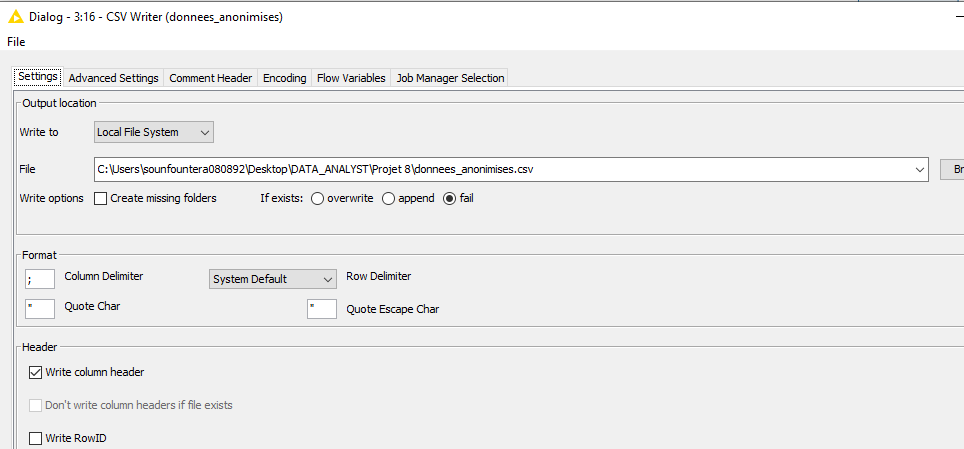 Dialog - 3:16 - CSV Writer (donnees_anonimises)
File
Settings Advanced Settings Comment Header Encoding Flow Variables Job Manager Selection
Output location
Write to Local File System
File C:\Users\sounfountera080892\Desktop\DATA_ANALYST\Projet 8\donnees_anonimises.csv Br
Write options Create missing folders If exists: overwrite append fail
Format
; Column Delimiter System Default Row Delimiter
" Quote Char " Quote Escape Char
Header
Write column header
Don't write column headers if file exists
Write RowID